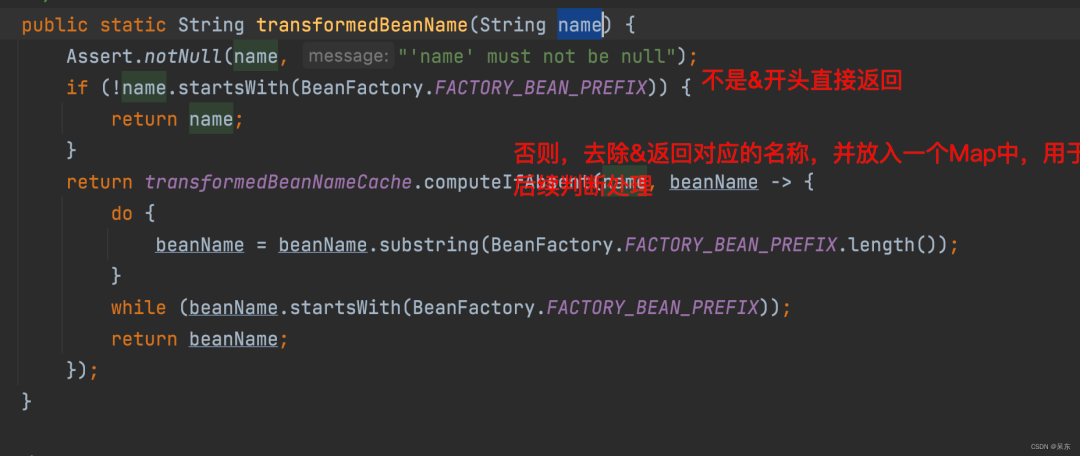 public static String transformedBeanName(String name) {
Assert.notNull(name, message: "'name' must not be null");
if (!name.startsWith(BeanFactory.FACTORY_BEAN_PREFIX)) { 不是&开头直接返回
return name;
}
否则，去除&返回对应的名称，并放入一个Map中，用于
return transformedBeanNameCache.computeIfAbsent(name, beanName -> {
后续判断处理
do {
beanName = beanName.substring(BeanFactory.FACTORY_BEAN_PREFIX.length());
}
while (beanName.startsWith(BeanFactory.FACTORY_BEAN_PREFIX));
return beanName;
});
}
CSDN @吴东